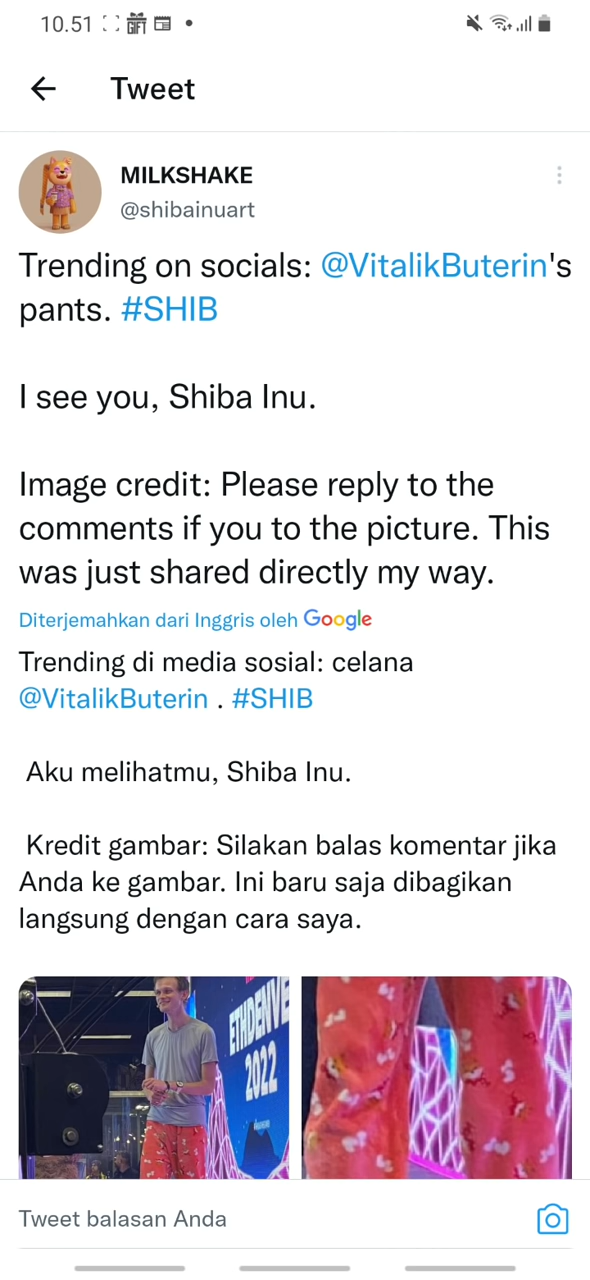 10.51
GIFT
Tweet
MILKSHAKE
@shibainuart
Trending on socials: @VitalikButerin's
pants. #SHIB
I see you, Shiba Inu.
Image credit: Please reply to the
comments if you to the picture. This
was just shared directly my way.
Diterjemahkan dari Inggris oleh Google
Trending di media sosial: celana
@VitalikButerin . #SHIB
Aku melihatmu, Shiba Inu.
Kredit gambar: Silakan balas komentar jika
Anda ke gambar. Ini baru saja dibagikan
langsung dengan cara saya.
ETHDENVE
2022
Tweet balasan Anda